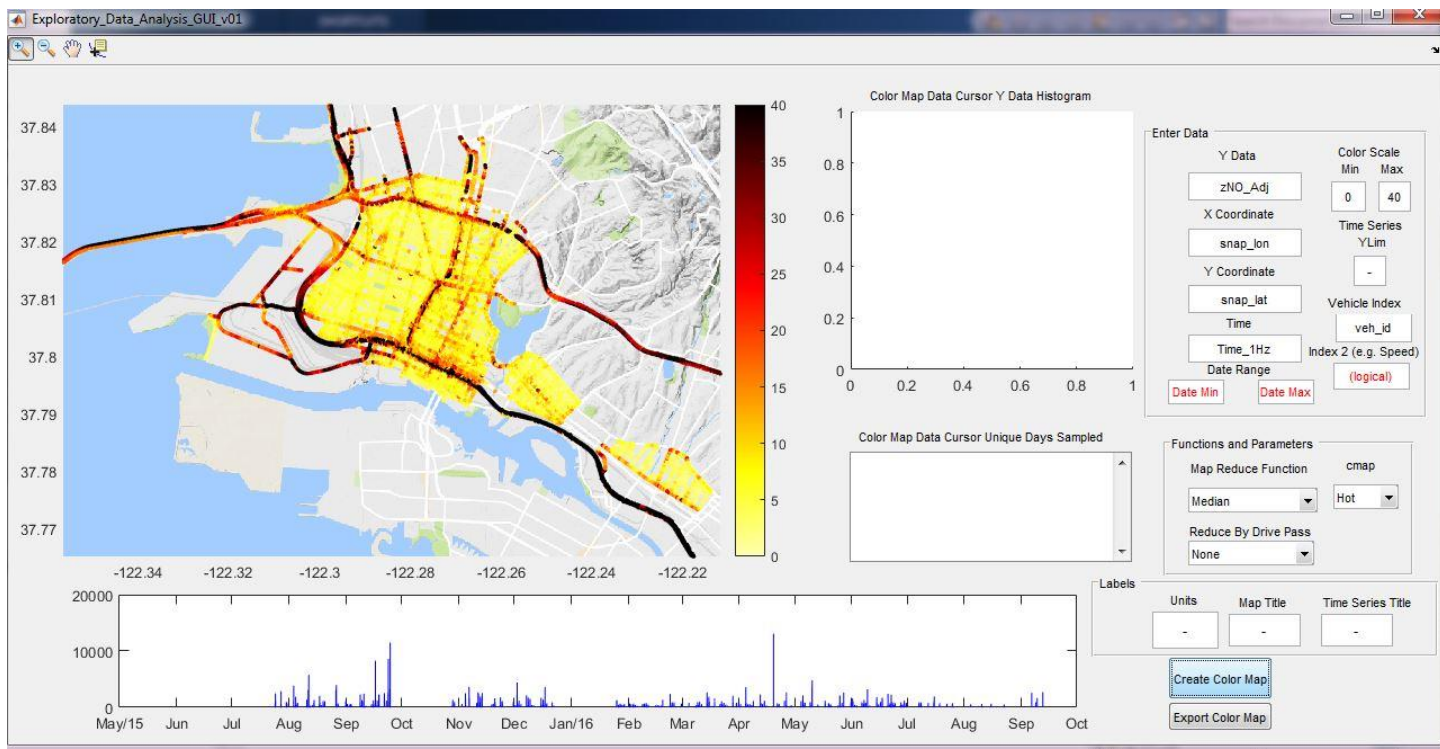 Exploratory_Data_Analysis_GUI_v01
37.84
37.83
37.82
37.81
37.8
37.79
37.78
37.77
-122.34
-122.32
-122.3
-122.28
-122.26
-122.24
-122.22
40
35
30
25
20
15
10
5
0
Color Map Data Cursor Y Data Histogram
1
0.8
0.6
0.4
0.2
0
0
0.2
0.4
0.6
0.8
1
Color Map Data Cursor Unique Days Sampled
Enter Data
Y Data
zNO_Adj
X Coordinate
snap_lon
Y Coordinate
snap_lat
Time
Time_1Hz
Date Range
Date Min
Date Max
Color Scale
Min Max
0 40
Time Series
YLim
-
Vehicle Index
veh_id
Index 2 (e.g. Speed)
(logical)
Functions and Parameters
Map Reduce Function
Median
cmap
Hot
Reduce By Drive Pass
None
Labels
Units
-
Map Title
-
Time Series Title
-
Create Color Map
Export Color Map
20000
10000
0
May/15 Jun Jul Aug Sep Oct Nov Dec Jan/16 Feb Mar Apr May Jun Jul Aug Sep Oct